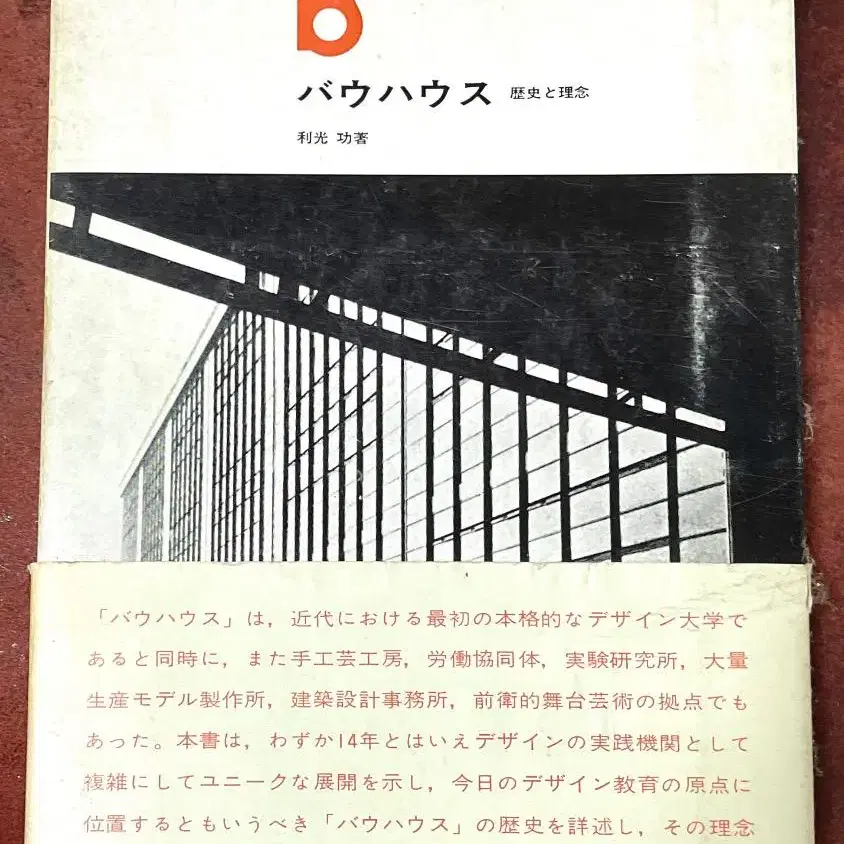 b
バウハウス 歴史と理念
利光 功著
「バウハウス」は，近代における最初の本格的なデザイン大学で
あると同時に，また手工芸工房，労働協同体，実験研究所，大量
生産モデル製作所，建築設計事務所，前衛的舞台芸術の拠点でも
あった。本書は，わずか14年とはいえデザインの実践機関として
複雑にしてユニークな展開を示し，今日のデザイン教育の原点に
位置するともいうべき「バウハウス」の歴史を詳述し，その理念